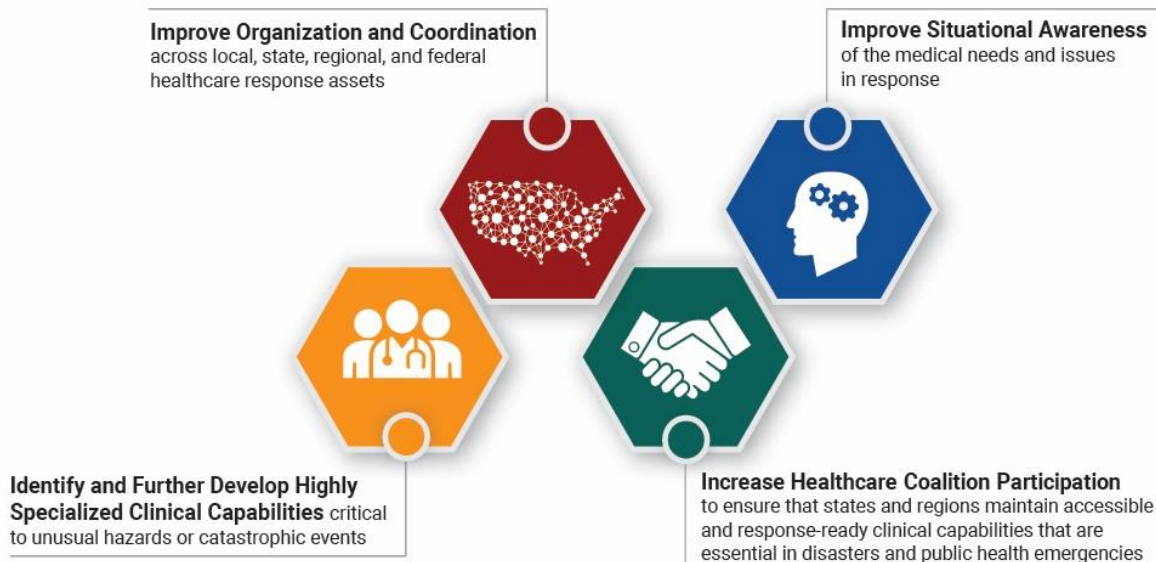 Improve Organization and Coordination
across local, state, regional, and federal
healthcare response assets
Improve Situational Awareness
of the medical needs and issues
in response
Identify and Further Develop Highly
Specialized Clinical Capabilities critical
to unusual hazards or catastrophic events
Increase Healthcare Coalition Participation
to ensure that states and regions maintain accessible
and response-ready clinical capabilities that are
essential in disasters and public health emergencies